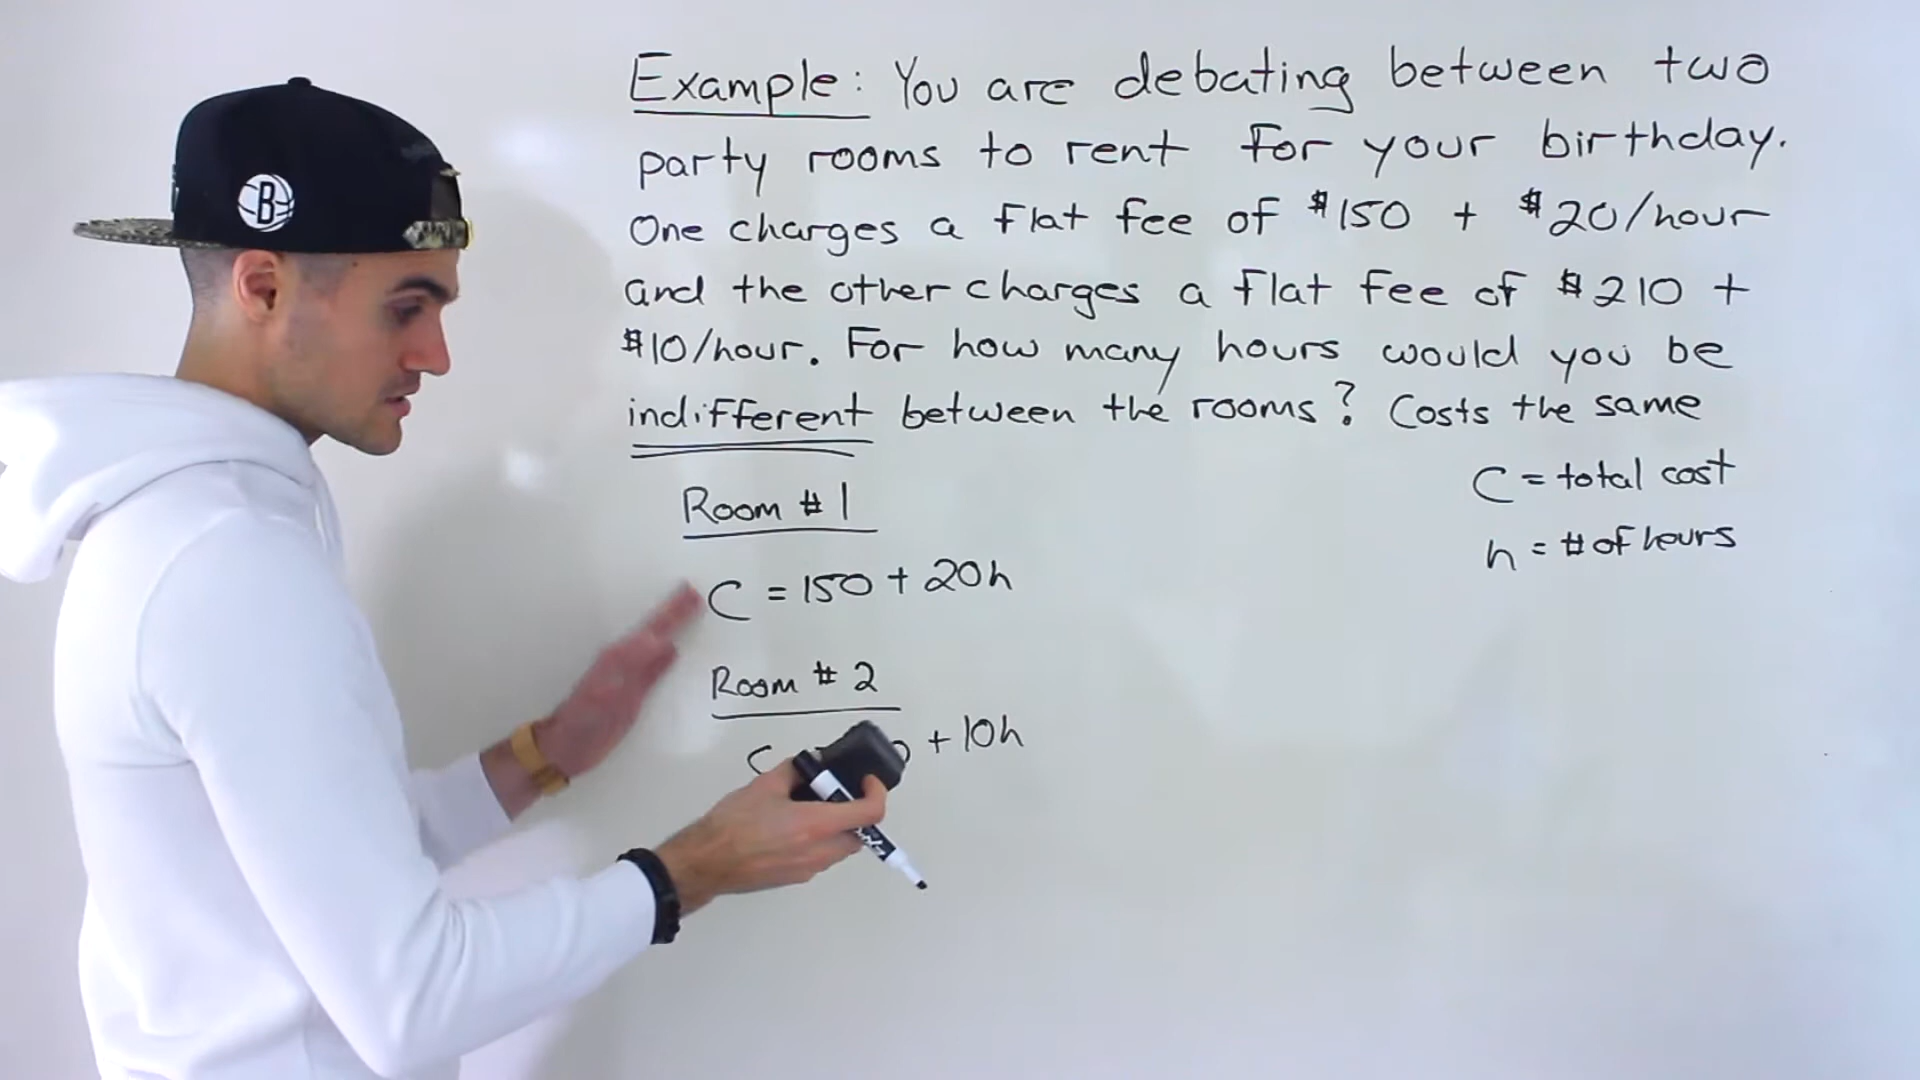 Example: You are debating between two
party rooms to rent for your birthday.
One charges a flat fee of $150 + $20/hour
and the other charges a flat fee of $210 +
$10/hour. For how many hours would you be
indifferent between the rooms? Costs the same
C = total cost
h = # of hours
Room #1
C = 150 + 20h
Room #2
C + 10h
B